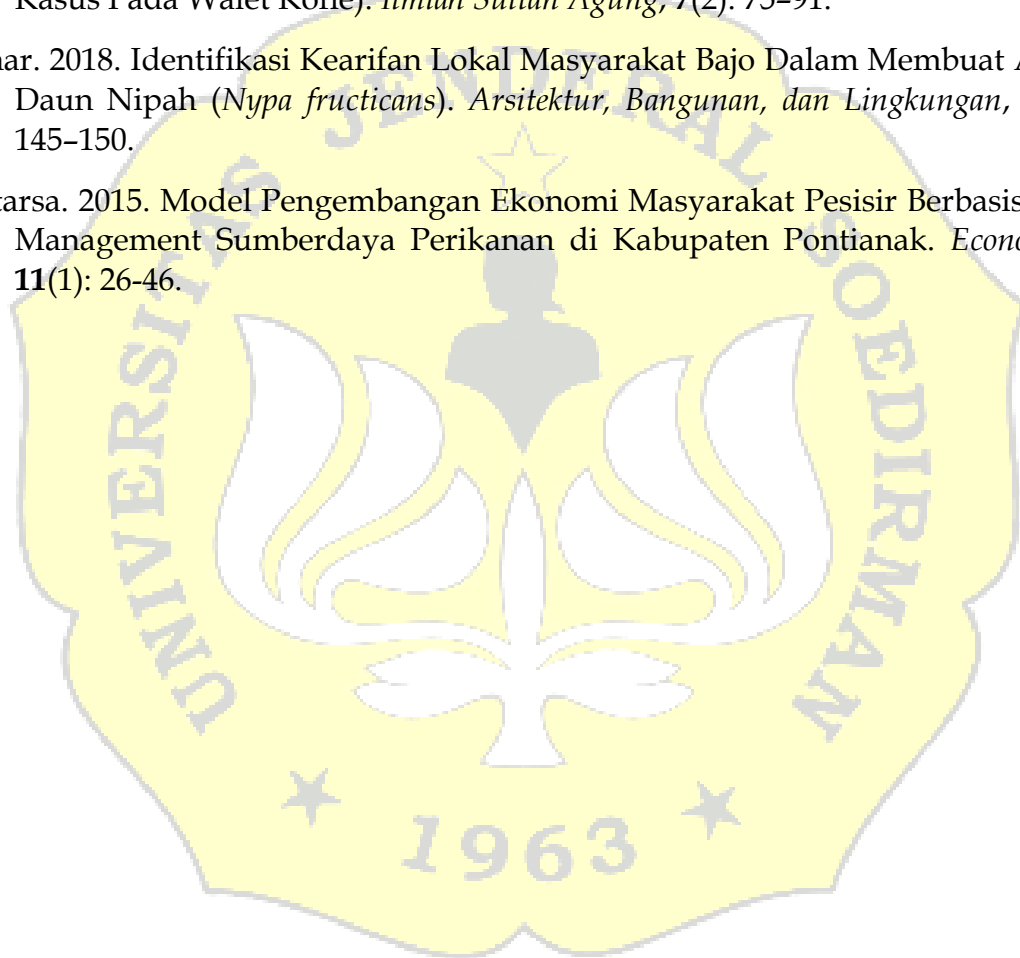 Kasus Pada Walet Kohe). Ilmiah Sultan Agung, 7(2): 75–91.
ar. 2018. Identifikasi Kearifan Lokal Masyarakat Bajo Dalam Membuat A
Daun Nipah (Nypa fructicans). Arsitektur, Bangunan, dan Lingkungan,
145–150.
tarsa. 2015. Model Pengembangan Ekonomi Masyarakat Pesisir Berbasis
Management Sumberdaya Perikanan di Kabupaten Pontianak. Econo
11(1): 26-46.
UNIVERSITAS JENDERAL SOEDIRMAN
1963